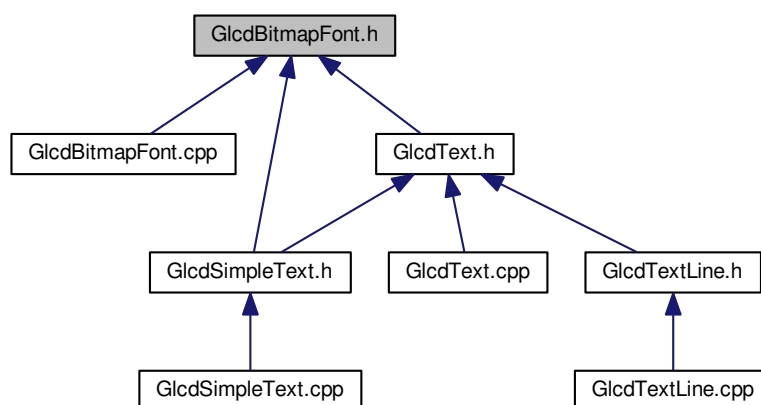 GlcdBitmapFont.h
GlcdBitmapFont.cpp
GlcdText.h
GlcdSimpleText.h
GlcdText.cpp
GlcdTextLine.h
GlcdSimpleText.cpp
GlcdTextLine.cpp